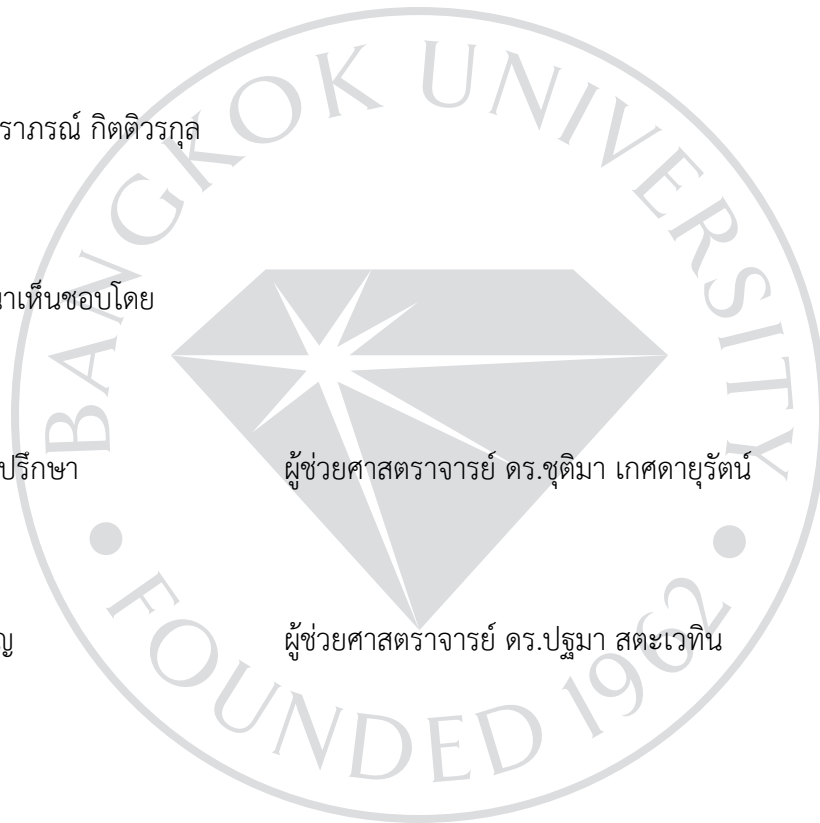 ราภรณ์ กิตติวรกุล
นาเห็นชอบโดย
ปรึกษา ผู้ช่วยศาสตราจารย์ ดร.ชุติมา เกศดายุรัตน์
ญ ผู้ช่วยศาสตราจารย์ ดร.ปฐมา สตะเวทิน
BANGKOK UNIVERSITY
FOUNDED 1962